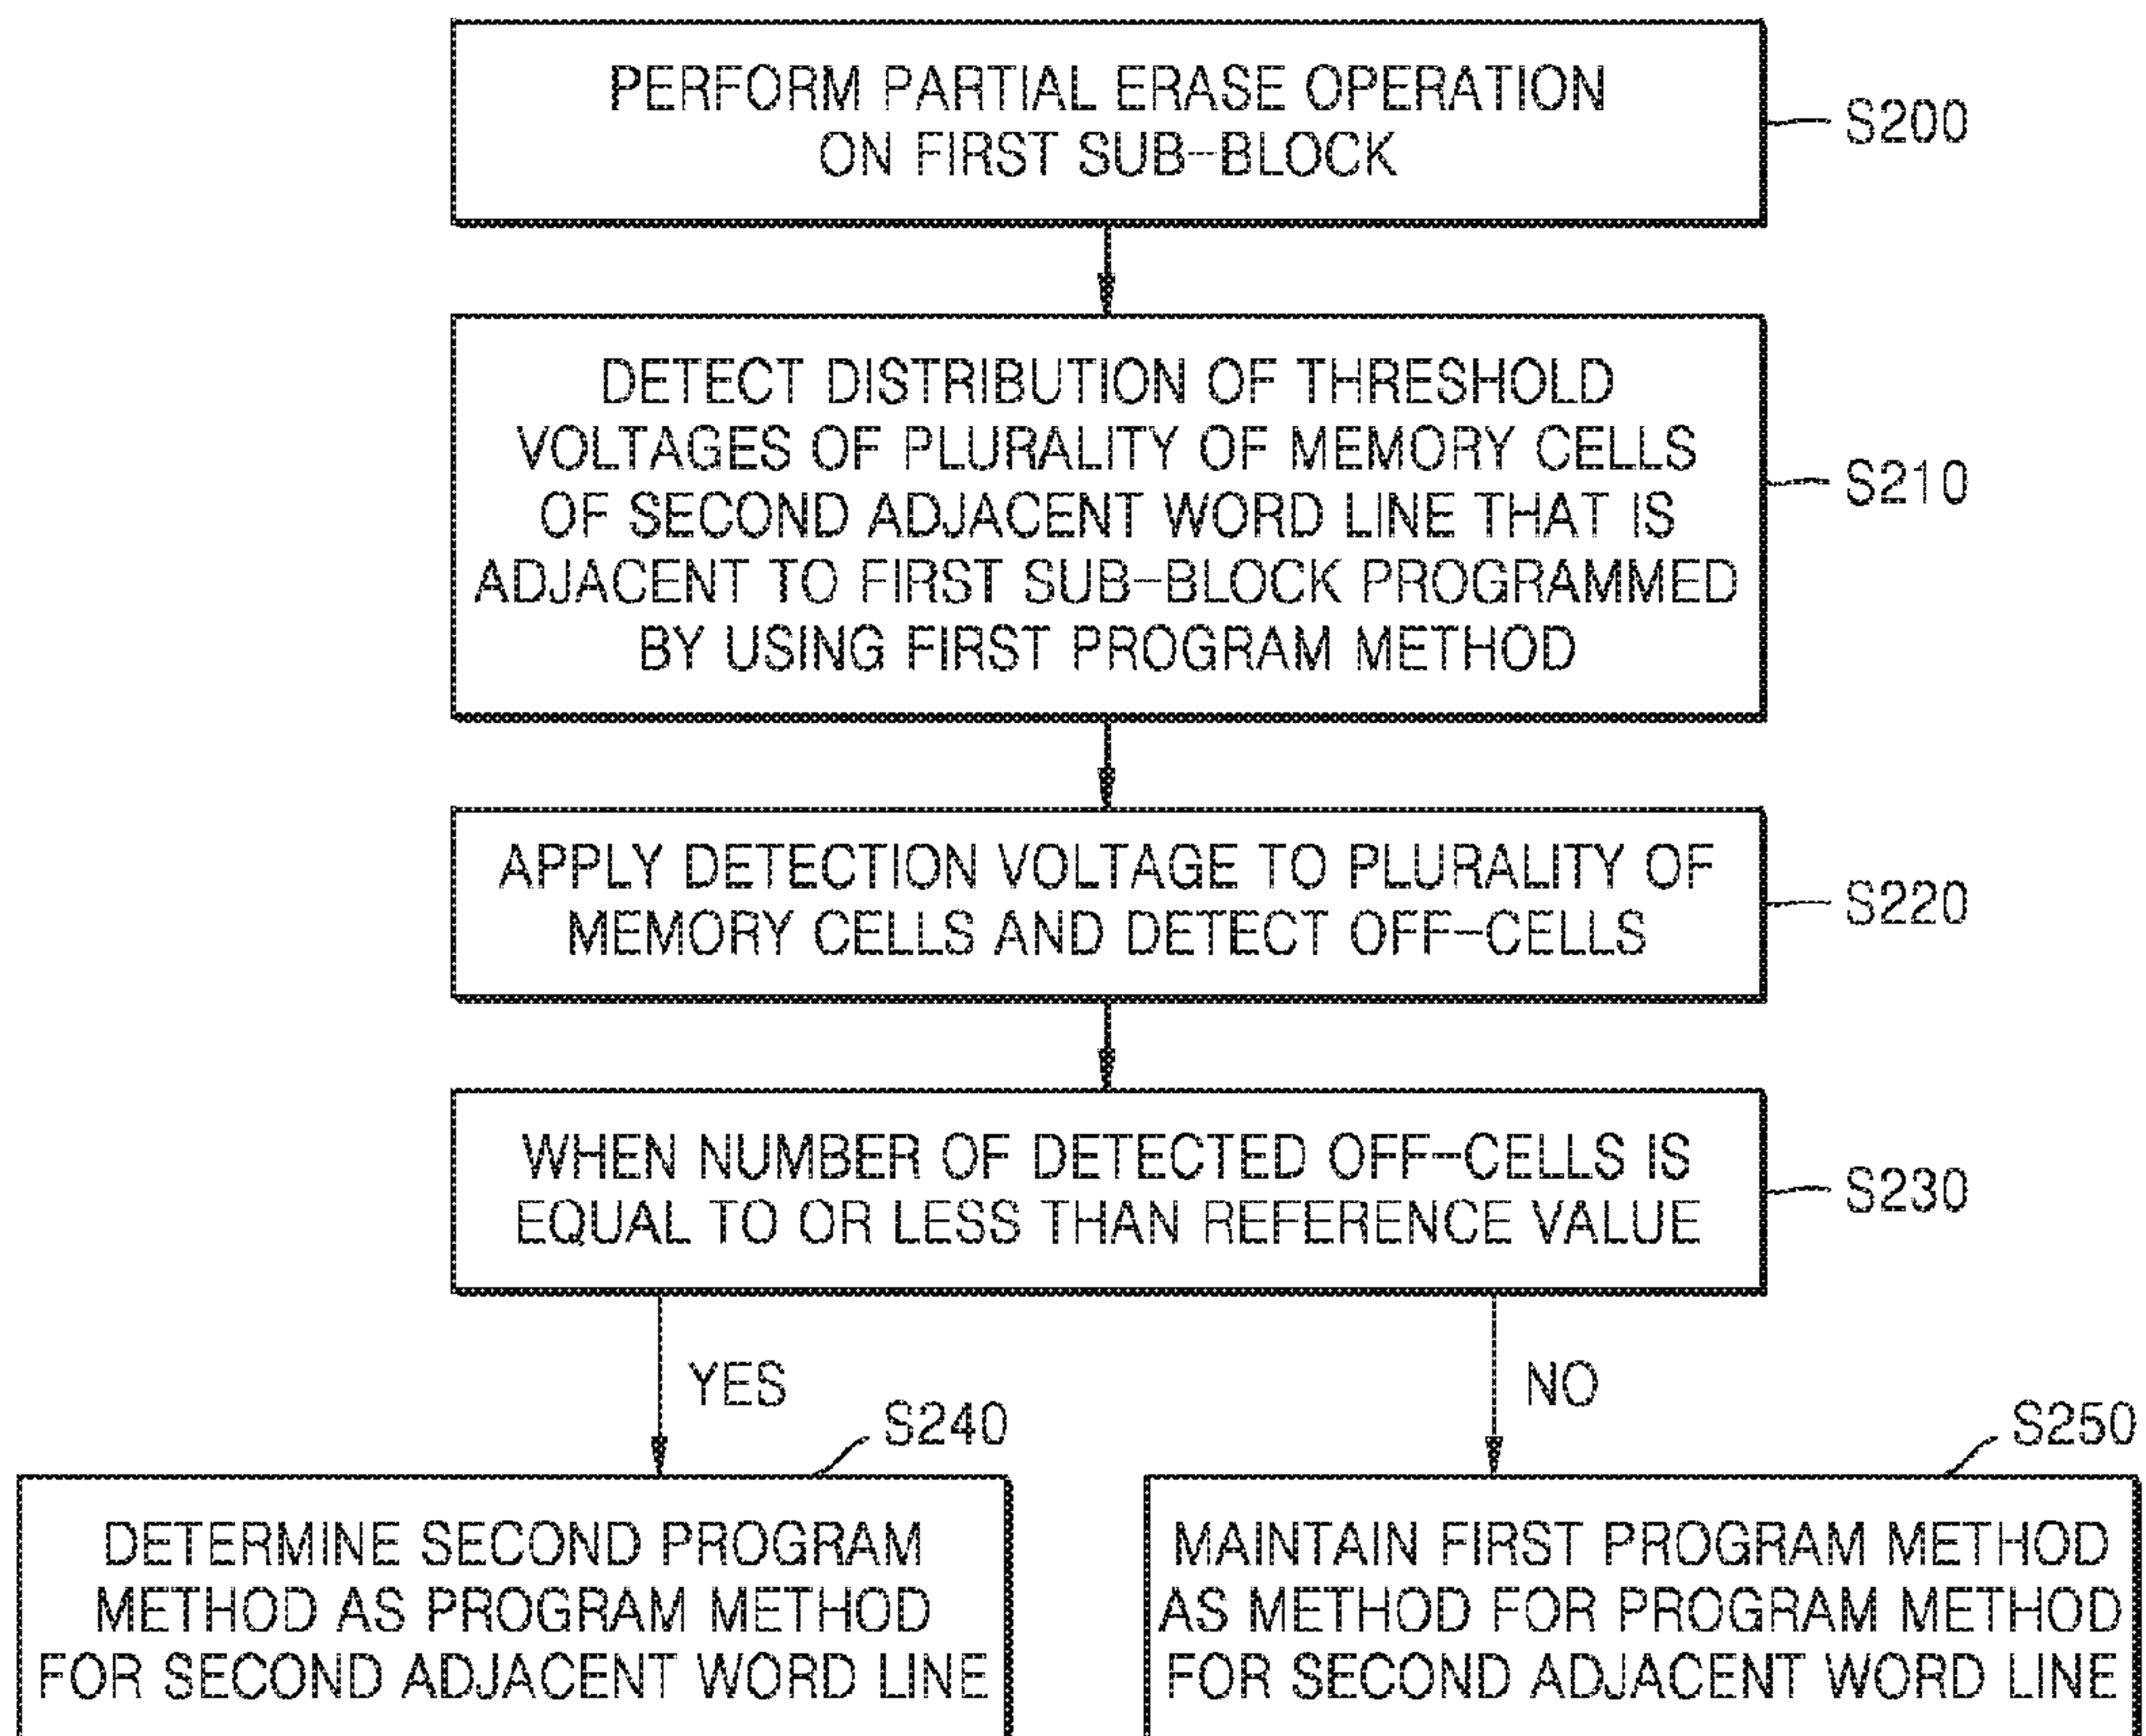 PERFORM PARTIAL ERASE OPERATION
ON FIRST SUB-BLOCK
S200
DETECT DISTRIBUTION OF THRESHOLD
VOLTAGES OF PLURALITY OF MEMORY CELLS
OF SECOND ADJACENT WORD LINE THAT IS
ADJACENT TO FIRST SUB-BLOCK PROGRAMMED
BY USING FIRST PROGRAM METHOD
S210
APPLY DETECTION VOLTAGE TO PLURALITY OF
MEMORY CELLS AND DETECT OFF-CELLS
S220
WHEN NUMBER OF DETECTED OFF-CELLS IS
EQUAL TO OR LESS THAN REFERENCE VALUE
S230
YES
NO
S240
DETERMINE SECOND PROGRAM
METHOD AS PROGRAM METHOD
FOR SECOND ADJACENT WORD LINE
S250
MAINTAIN FIRST PROGRAM METHOD
AS METHOD FOR PROGRAM METHOD
FOR SECOND ADJACENT WORD LINE